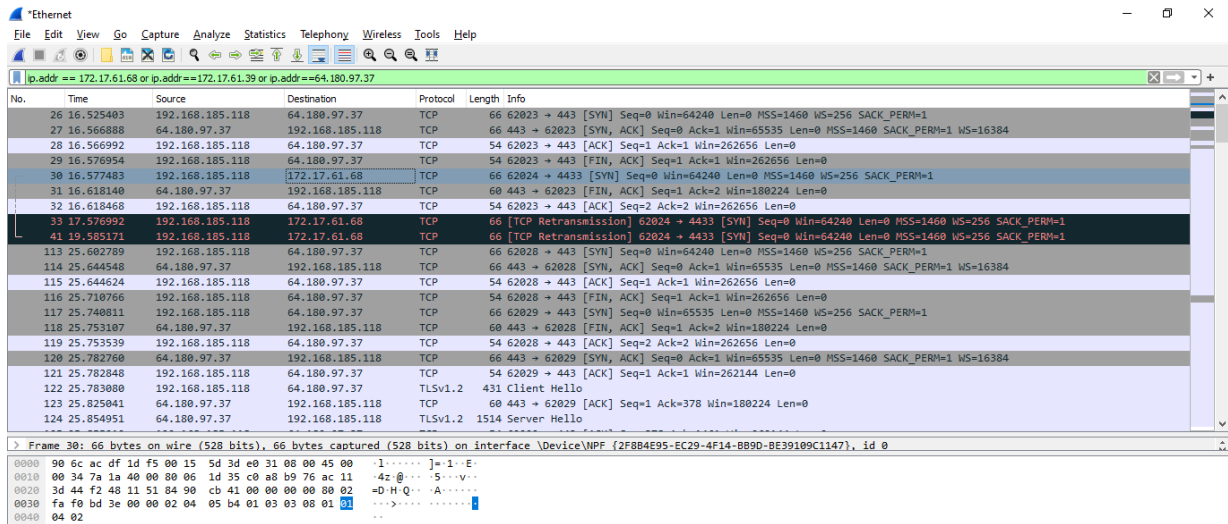 *Ethernet
File Edit View Go Capture Analyze Statistics Telephony Wireless Tools Help
ip.addr == 172.17.61.68 or ip.addr==172.17.61.39 or ip.addr==64.180.97.37
No. Time Source Destination Protocol Length Info
26 16.525403 192.168.185.118 64.180.97.37 TCP 66 62023 → 443 [SYN] Seq=0 Win=64240 Len=0 MSS=1460 WS=256 SACK_PERM=1
27 16.566888 64.180.97.37 192.168.185.118 TCP 66 443 → 62023 [SYN, ACK] Seq=0 Ack=1 Win=65535 Len=0 MSS=1460 SACK_PERM=1 WS=16384
28 16.566992 192.168.185.118 64.180.97.37 TCP 54 62023 → 443 [ACK] Seq=1 Ack=1 Win=262656 Len=0
29 16.576954 192.168.185.118 64.180.97.37 TCP 54 62023 → 443 [FIN, ACK] Seq=1 Ack=1 Win=262656 Len=0
30 16.577483 192.168.185.118 172.17.61.68 TCP 66 62024 → 4433 [SYN] Seq=0 Win=64240 Len=0 MSS=1460 WS=256 SACK_PERM=1
31 16.618140 64.180.97.37 192.168.185.118 TCP 60 443 → 62023 [FIN, ACK] Seq=1 Ack=2 Win=180224 Len=0
32 16.618468 192.168.185.118 64.180.97.37 TCP 54 62023 → 443 [ACK] Seq=2 Ack=2 Win=262656 Len=0
33 17.576992 192.168.185.118 172.17.61.68 TCP 66 [TCP Retransmission] 62024 → 4433 [SYN] Seq=0 Win=64240 Len=0 MSS=1460 WS=256 SACK_PERM=1
41 19.585171 192.168.185.118 172.17.61.68 TCP 66 [TCP Retransmission] 62024 → 4433 [SYN] Seq=0 Win=64240 Len=0 MSS=1460 WS=256 SACK_PERM=1
113 25.602789 192.168.185.118 64.180.97.37 TCP 66 62028 → 443 [SYN] Seq=0 Win=64240 Len=0 MSS=1460 WS=256 SACK_PERM=1
114 25.644550 64.180.97.37 192.168.185.118 TCP 66 443 → 62028 [SYN, ACK] Seq=0 Ack=1 Win=65535 Len=0 MSS=1460 SACK_PERM=1 WS=16384
115 25.644624 192.168.185.118 64.180.97.37 TCP 54 62028 → 443 [ACK] Seq=1 Ack=1 Win=262656 Len=0
116 25.710766 192.168.185.118 64.180.97.37 TCP 54 62028 → 443 [FIN, ACK] Seq=1 Ack=1 Win=262656 Len=0
117 25.740811 192.168.185.118 64.180.97.37 TCP 66 62029 → 443 [SYN] Seq=0 Win=65535 Len=0 MSS=1460 WS=256 SACK_PERM=1
118 25.753107 64.180.97.37 192.168.185.118 TCP 60 443 → 62028 [FIN, ACK] Seq=1 Ack=2 Win=180224 Len=0
119 25.753539 192.168.185.118 64.180.97.37 TCP 54 62028 → 443 [ACK] Seq=2 Ack=2 Win=262656 Len=0
120 25.782760 64.180.97.37 192.168.185.118 TCP 66 443 → 62029 [SYN, ACK] Seq=0 Ack=1 Win=65535 Len=0 MSS=1460 SACK_PERM=1 WS=16384
121 25.782848 192.168.185.118 64.180.97.37 TCP 54 62029 → 443 [ACK] Seq=1 Ack=1 Win=262144 Len=0
122 25.783080 192.168.185.118 64.180.97.37 TLSv1.2 431 Client Hello
123 25.825041 64.180.97.37 192.168.185.118 TCP 60 443 → 62029 [ACK] Seq=1 Ack=378 Win=180224 Len=0
124 25.854951 64.180.97.37 192.168.185.118 TLSv1.2 1514 Server Hello
> Frame 30: 66 bytes on wire (528 bits), 66 bytes captured (528 bits) on interface \Device\NPF_{2F8B4E95-EC29-4F14-BB9D-BE39109C1147}, id 0
0000 90 6c ac df 1d f5 00 15 5d 3d e0 31 08 00 45 00 ·l······ ]=·1··E·
0010 00 34 7a 1a 40 00 80 06 1d 35 c0 a8 b9 76 ac 11 ·4z·@··· ·5···v··
0020 3d 44 f2 48 11 51 84 90 cb 41 00 00 00 00 80 02 =D·H·Q·· ·A······
0030 fa f0 bd 3e 00 00 02 04 05 b4 01 03 03 08 01 01 ···>···· ········
0040 04 02 ··